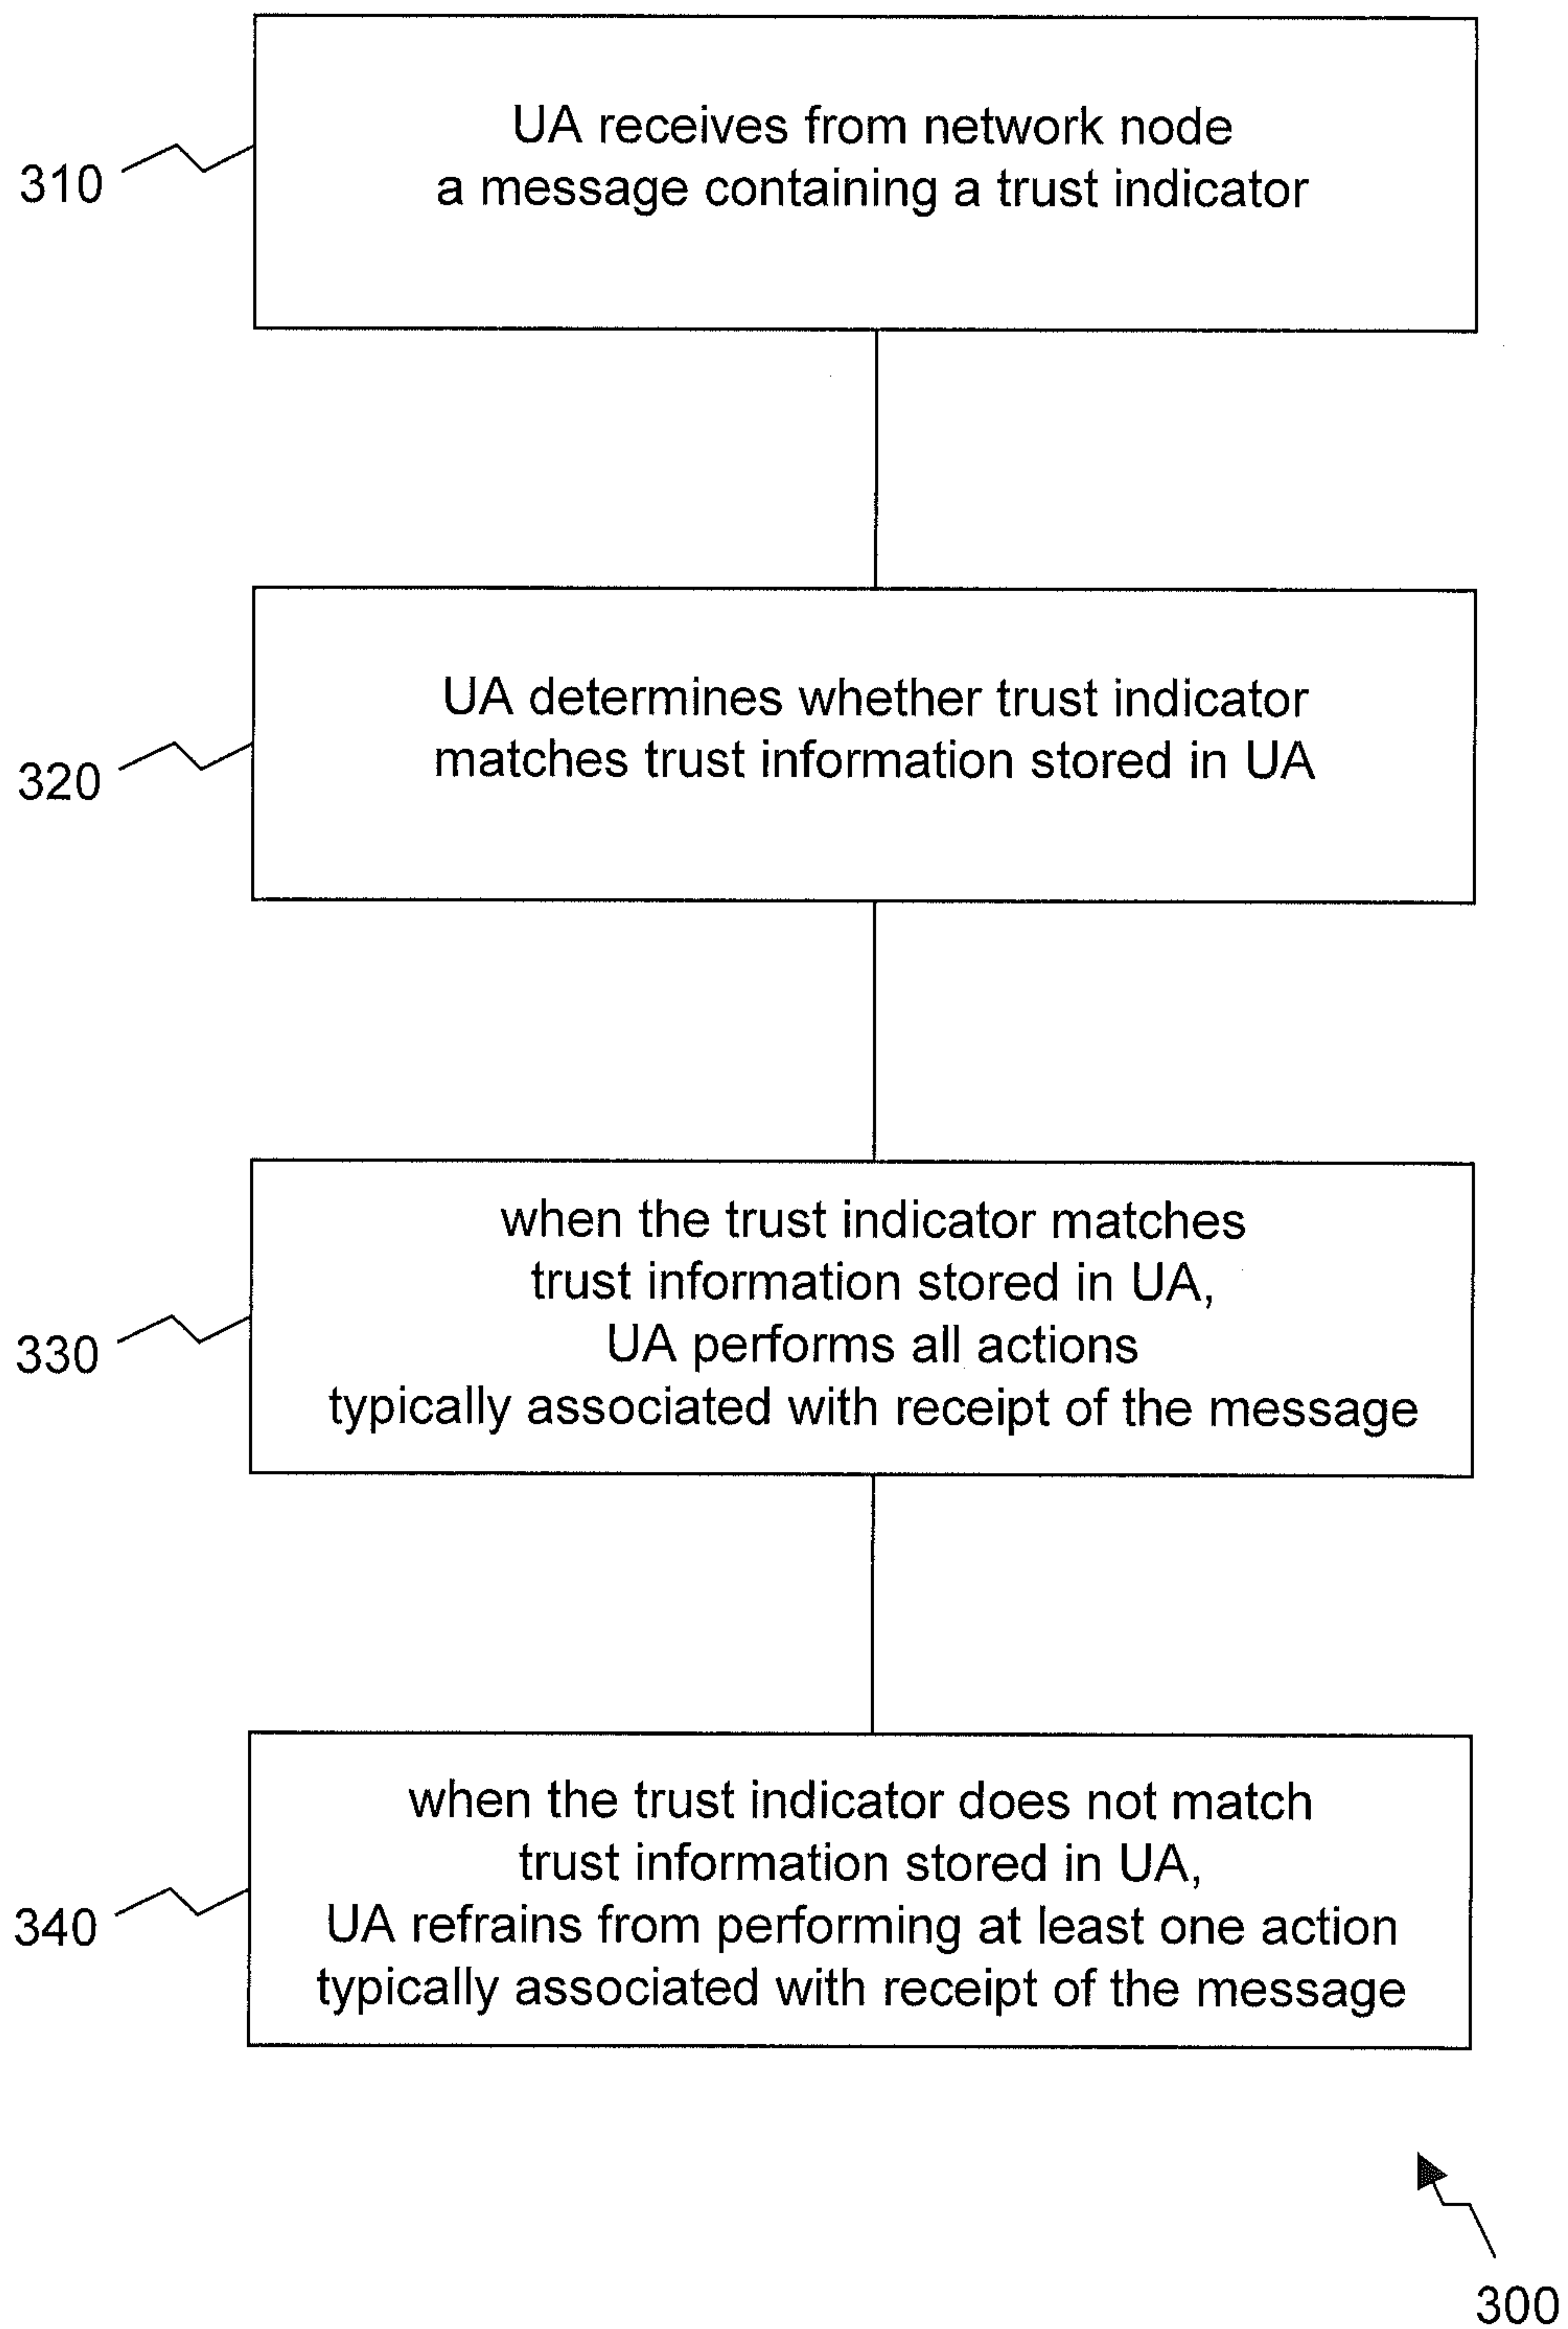 UA receives from network node
a message containing a trust indicator
310
UA determines whether trust indicator
matches trust information stored in UA
320
when the trust indicator matches
trust information stored in UA,
UA performs all actions
typically associated with receipt of the message
330
when the trust indicator does not match
trust information stored in UA,
UA refrains from performing at least one action
typically associated with receipt of the message
340
300